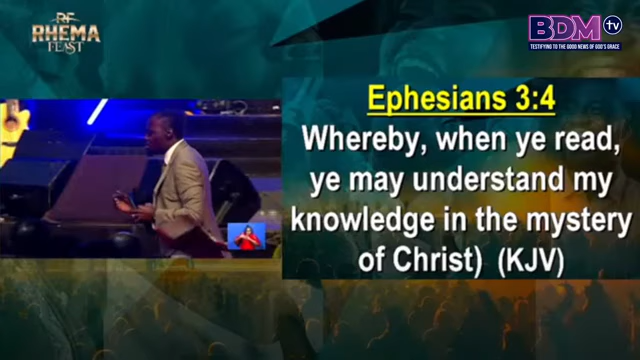 RF
RHEMA
FEAST
BDM tv
TESTIFYING TO THE GOOD NEWS OF GOD'S GRACE
Ephesians 3:4
Whereby, when ye read,
ye may understand my
knowledge in the mystery
of Christ) (KJV)